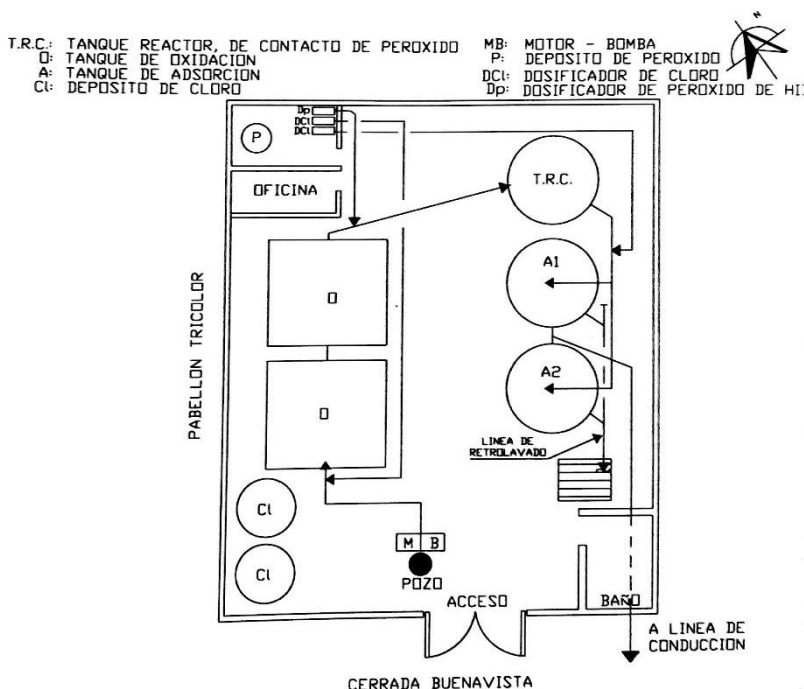 T.R.C.: TANQUE REACTOR, DE CONTACTO DE PEROXIDO
O: TANQUE DE OXIDACION
A: TANQUE DE ADSORCION
Cl: DEPOSITO DE CLORO
MB: MOTOR - BOMBA
P: DEPOSITO DE PEROXIDO
DCl: DOSIFICADOR DE CLORO
Dp: DOSIFICADOR DE PEROXIDO DE
N
Dp
DCl
DCl
P
OFICINA
T.R.C.
A1
O
PABELLON TRICOLOR
A2
O
LINEA DE
RETROLAVADO
Cl
M B
Cl
POZO
ACCESO
BAÑO
A LINEA DE
CONDUCCION
CERRADA BUENAVISTA